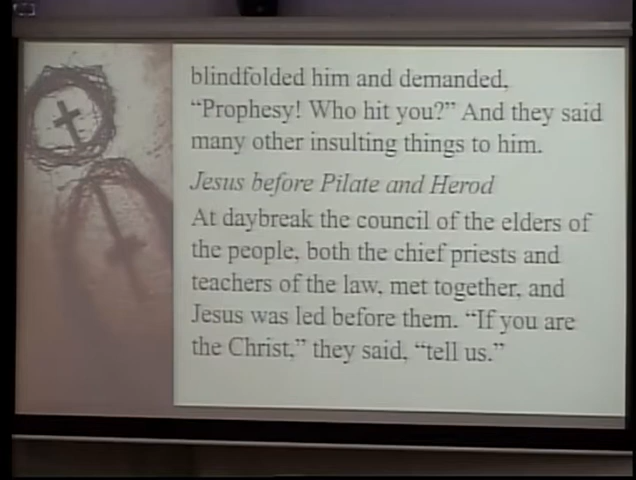 blindfolded him and demanded,
“Prophesy! Who hit you?” And they said
many other insulting things to him.
Jesus before Pilate and Herod
At daybreak the council of the elders of
the people, both the chief priests and
teachers of the law, met together, and
Jesus was led before them. “If you are
the Christ,” they said, “tell us.”